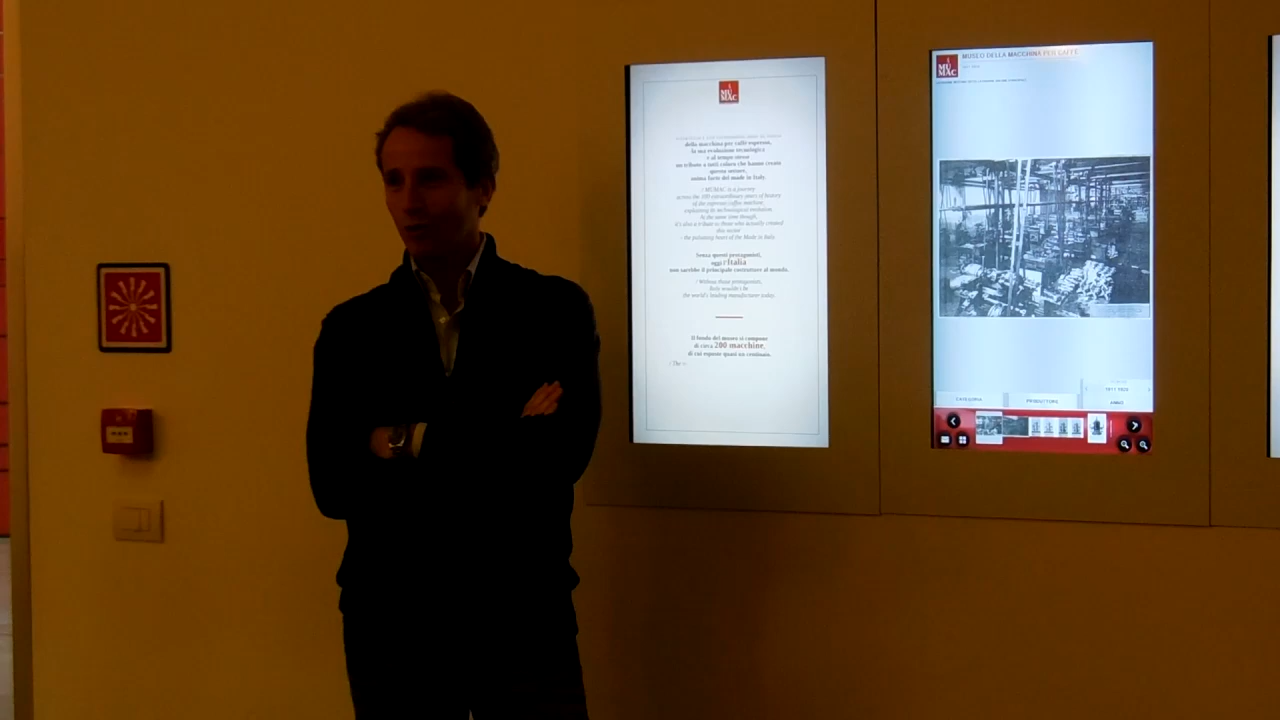 MU
MAC
della macchina per caffè espresso,
la sua evoluzione tecnologica
e al tempo stesso
un tributo a tutti coloro che hanno creato
questo settore,
anima forte del made in Italy.
/ MUMAC is a journey
across the 100 extraordinary years of history
of the espresso coffee machine,
explaining its technological evolution.
At the same time though,
it's also a tribute to those who actually created
this sector
- the pulsating heart of the Made in Italy.
Senza questi protagonisti,
oggi l'Italia
non sarebbe il principale costruttore al mondo.
/ Without these protagonists,
Italy wouldn't be
the world's leading manufacturer today.
Il fondo del museo si compone
di circa 200 macchine,
di cui espone quasi un centinaio.
/ The
MU
MAC
MUSEO DELLA MACCHINA PER CAFFÈ
1911-1920
CATEGORIA
PRODUTTORE
ANNO